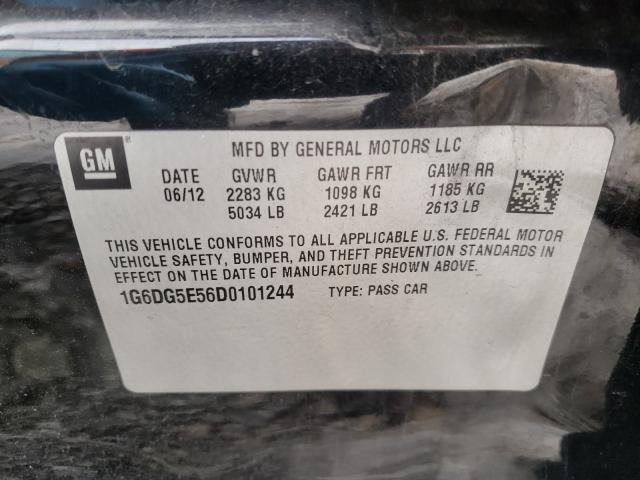 GM
MFD BY GENERAL MOTORS LLC
DATE GVWR GAWR FRT GAWR RR
06/12 2283 KG 1098 KG 1185 KG
5034 LB 2421 LB 2613 LB
THIS VEHICLE CONFORMS TO ALL APPLICABLE U.S. FEDERAL MOTOR
VEHICLE SAFETY, BUMPER, AND THEFT PREVENTION STANDARDS IN
EFFECT ON THE DATE OF MANUFACTURE SHOWN ABOVE.
1G6DG5E56D0101244 TYPE: PASS CAR